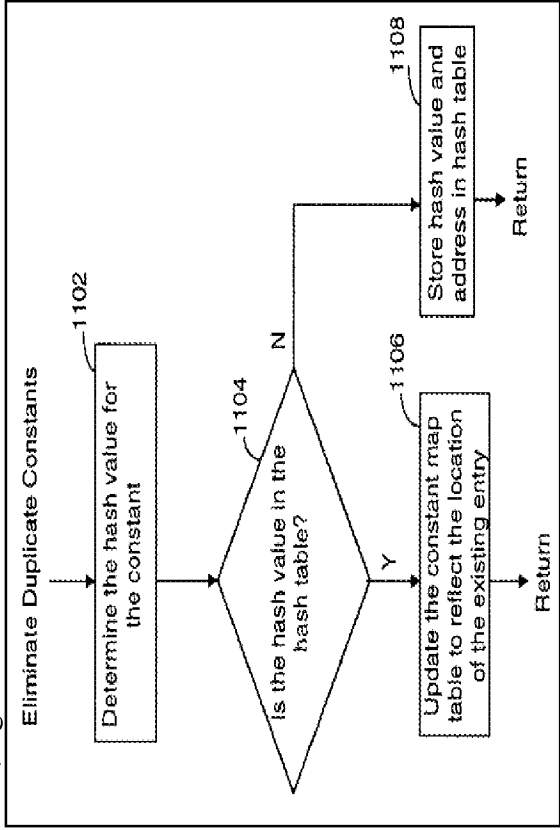 Eliminate Duplicate Constants
1102
Determine the hash value for
the constant
1104
Is the hash value in the
hash table?
N
Y
1106
Update the constant map
table to reflect the location
of the existing entry
Return
1108
Store hash value and
address in hash table
Return